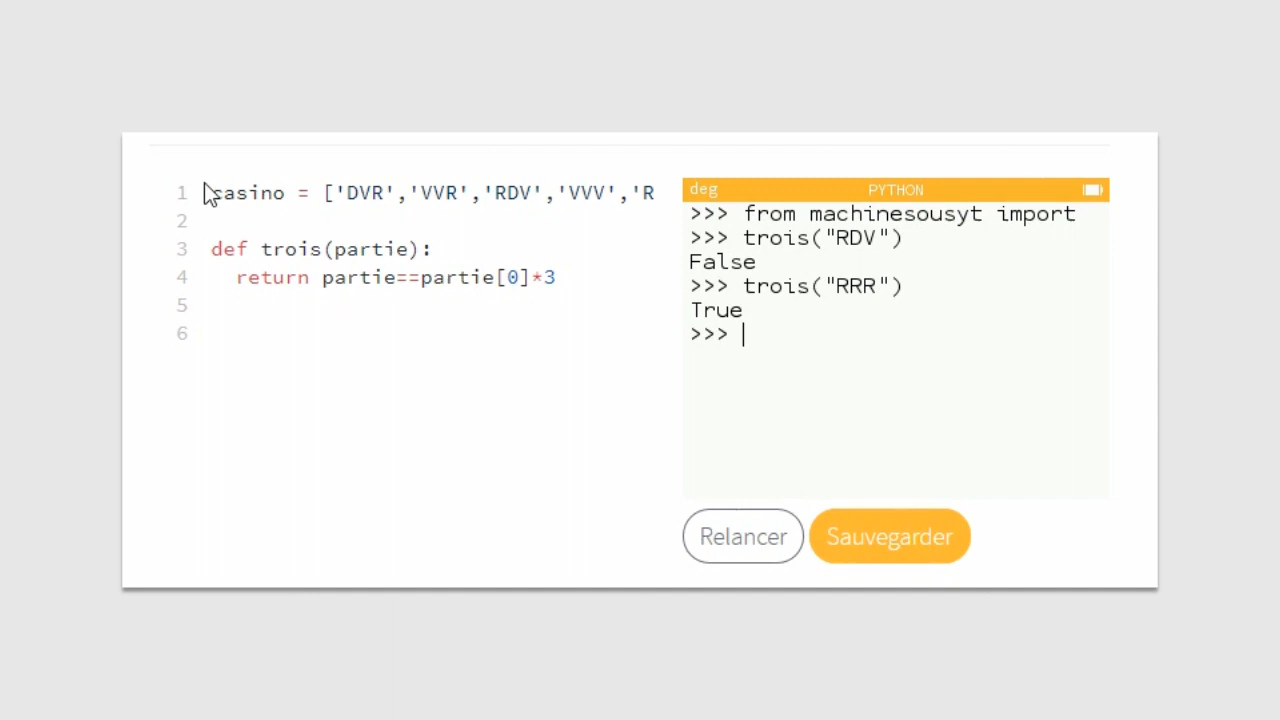 1 casino = ['DVR','VVR','RDV','VVV','R
2
3 def trois(partie):
4 return partie==partie[0]*3
5
6
deg PYTHON
>>> from machinesousyt import
>>> trois("RDV")
False
>>> trois("RRR")
True
>>>
Relancer Sauvegarder